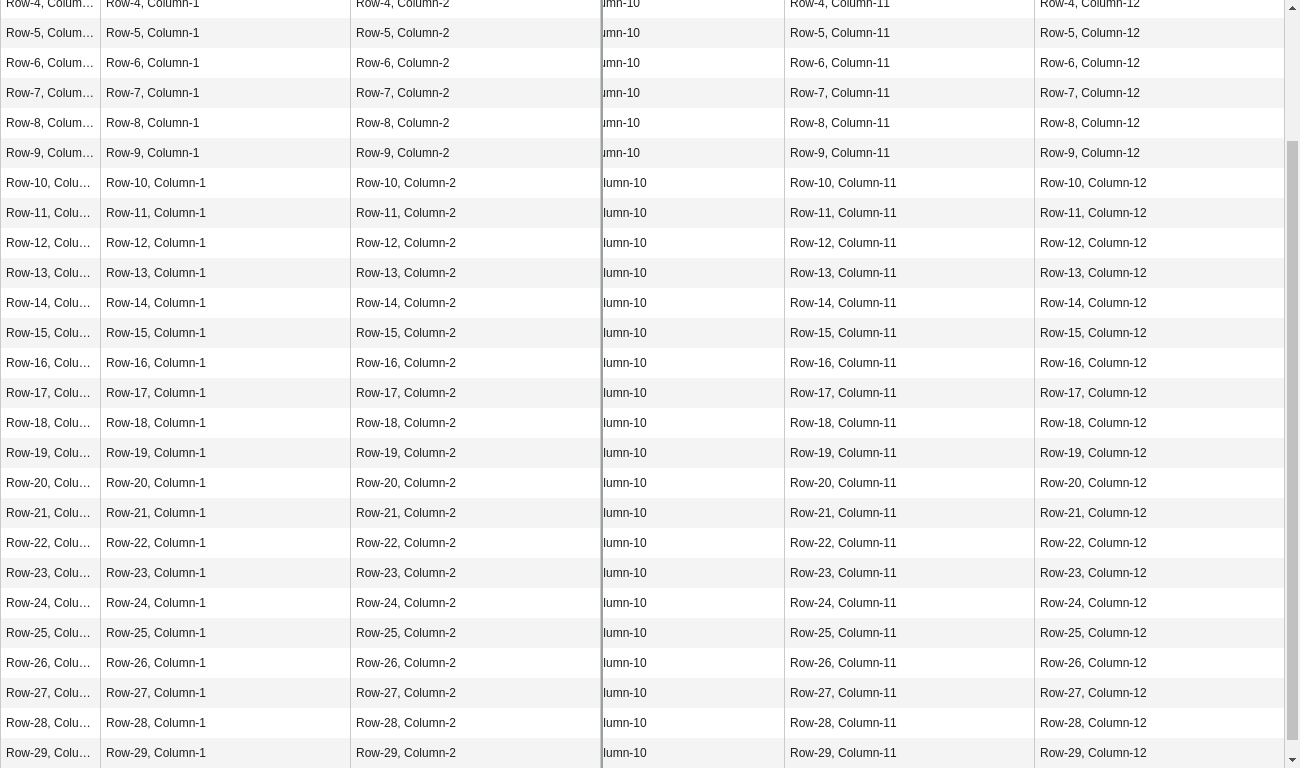 Row-4, Colum... Row-4, Column-1 Row-4, Column-2 umn-10 Row-4, Column-11 Row-4, Column-12
Row-5, Colum... Row-5, Column-1 Row-5, Column-2 umn-10 Row-5, Column-11 Row-5, Column-12
Row-6, Colum... Row-6, Column-1 Row-6, Column-2 umn-10 Row-6, Column-11 Row-6, Column-12
Row-7, Colum... Row-7, Column-1 Row-7, Column-2 umn-10 Row-7, Column-11 Row-7, Column-12
Row-8, Colum... Row-8, Column-1 Row-8, Column-2 umn-10 Row-8, Column-11 Row-8, Column-12
Row-9, Colum... Row-9, Column-1 Row-9, Column-2 umn-10 Row-9, Column-11 Row-9, Column-12
Row-10, Colu... Row-10, Column-1 Row-10, Column-2 lumn-10 Row-10, Column-11 Row-10, Column-12
Row-11, Colu... Row-11, Column-1 Row-11, Column-2 lumn-10 Row-11, Column-11 Row-11, Column-12
Row-12, Colu... Row-12, Column-1 Row-12, Column-2 lumn-10 Row-12, Column-11 Row-12, Column-12
Row-13, Colu... Row-13, Column-1 Row-13, Column-2 lumn-10 Row-13, Column-11 Row-13, Column-12
Row-14, Colu... Row-14, Column-1 Row-14, Column-2 lumn-10 Row-14, Column-11 Row-14, Column-12
Row-15, Colu... Row-15, Column-1 Row-15, Column-2 lumn-10 Row-15, Column-11 Row-15, Column-12
Row-16, Colu... Row-16, Column-1 Row-16, Column-2 lumn-10 Row-16, Column-11 Row-16, Column-12
Row-17, Colu... Row-17, Column-1 Row-17, Column-2 lumn-10 Row-17, Column-11 Row-17, Column-12
Row-18, Colu... Row-18, Column-1 Row-18, Column-2 lumn-10 Row-18, Column-11 Row-18, Column-12
Row-19, Colu... Row-19, Column-1 Row-19, Column-2 lumn-10 Row-19, Column-11 Row-19, Column-12
Row-20, Colu... Row-20, Column-1 Row-20, Column-2 lumn-10 Row-20, Column-11 Row-20, Column-12
Row-21, Colu... Row-21, Column-1 Row-21, Column-2 lumn-10 Row-21, Column-11 Row-21, Column-12
Row-22, Colu... Row-22, Column-1 Row-22, Column-2 lumn-10 Row-22, Column-11 Row-22, Column-12
Row-23, Colu... Row-23, Column-1 Row-23, Column-2 lumn-10 Row-23, Column-11 Row-23, Column-12
Row-24, Colu... Row-24, Column-1 Row-24, Column-2 lumn-10 Row-24, Column-11 Row-24, Column-12
Row-25, Colu... Row-25, Column-1 Row-25, Column-2 lumn-10 Row-25, Column-11 Row-25, Column-12
Row-26, Colu... Row-26, Column-1 Row-26, Column-2 lumn-10 Row-26, Column-11 Row-26, Column-12
Row-27, Colu... Row-27, Column-1 Row-27, Column-2 lumn-10 Row-27, Column-11 Row-27, Column-12
Row-28, Colu... Row-28, Column-1 Row-28, Column-2 lumn-10 Row-28, Column-11 Row-28, Column-12
Row-29, Colu... Row-29, Column-1 Row-29, Column-2 lumn-10 Row-29, Column-11 Row-29, Column-12